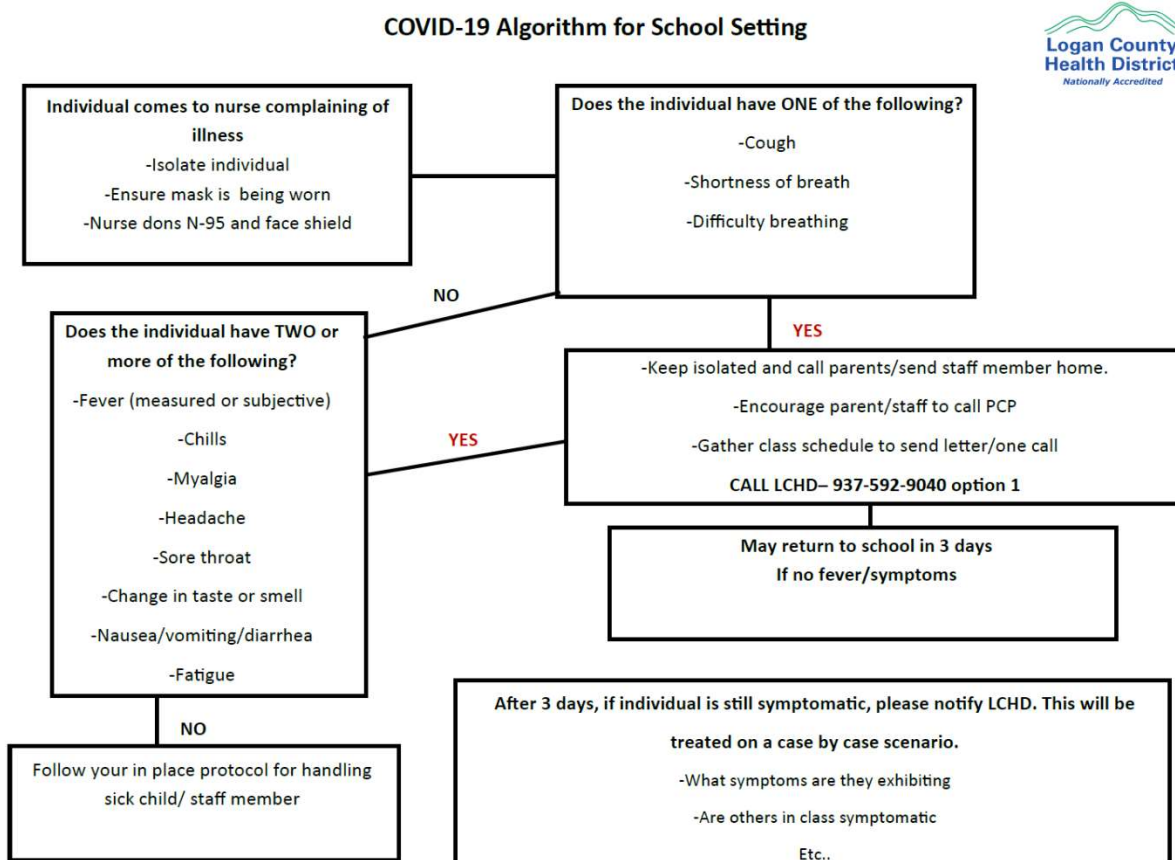 COVID-19 Algorithm for School Setting
Logan County
Health District
Nationally Accredited
Individual comes to nurse complaining of
illness
-Isolate individual
-Ensure mask is being worn
-Nurse dons N-95 and face shield
Does the individual have ONE of the following?
-Cough
-Shortness of breath
-Difficulty breathing
NO
YES
Does the individual have TWO or
more of the following?
-Fever (measured or subjective)
-Chills
-Myalgia
-Headache
-Sore throat
-Change in taste or smell
-Nausea/vomiting/diarrhea
-Fatigue
YES
-Keep isolated and call parents/send staff member home.
-Encourage parent/staff to call PCP
-Gather class schedule to send letter/one call
CALL LCHD– 937-592-9040 option 1
May return to school in 3 days
If no fever/symptoms
NO
Follow your in place protocol for handling
sick child/ staff member
After 3 days, if individual is still symptomatic, please notify LCHD. This will be
treated on a case by case scenario.
-What symptoms are they exhibiting
-Are others in class symptomatic
Etc..